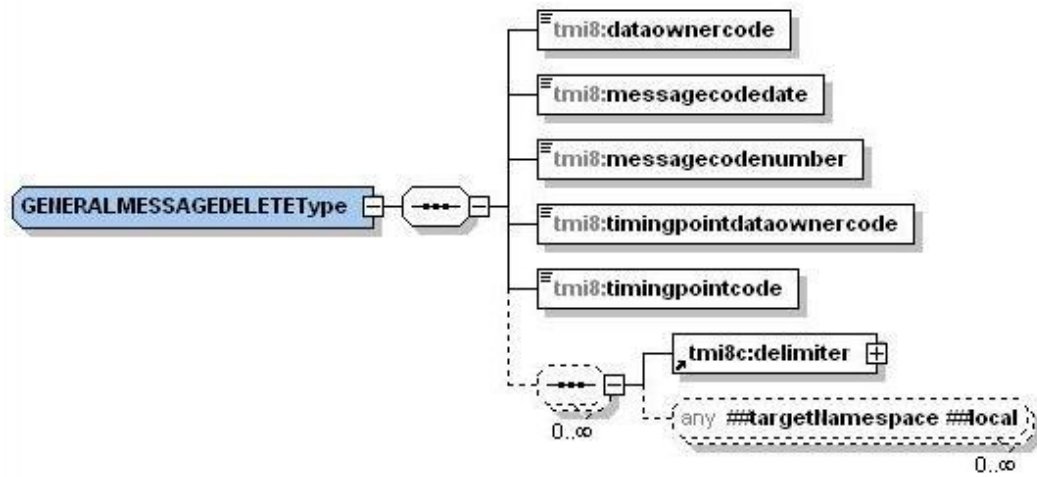 tmi8:dataownercode
tmi8:messagecodedate
tmi8:messagecodenumber
GENERALMESSAGEDELETEType
tmi8:timingpointdataownercode
tmi8:timingpointcode
tmi8c:delimiter
0..∞
any ##targetNamespace ##local
0..∞